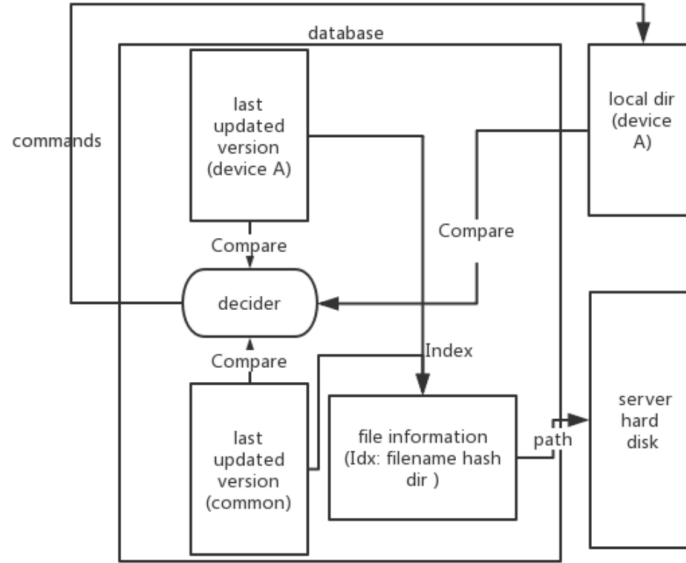 database
last
updated
version
(device A)
local dir
(device
A)
commands
Compare
Compare
decider
Compare
Index
last
updated
version
(common)
file information
(Idx: filename hash
dir )
path
server
hard
disk